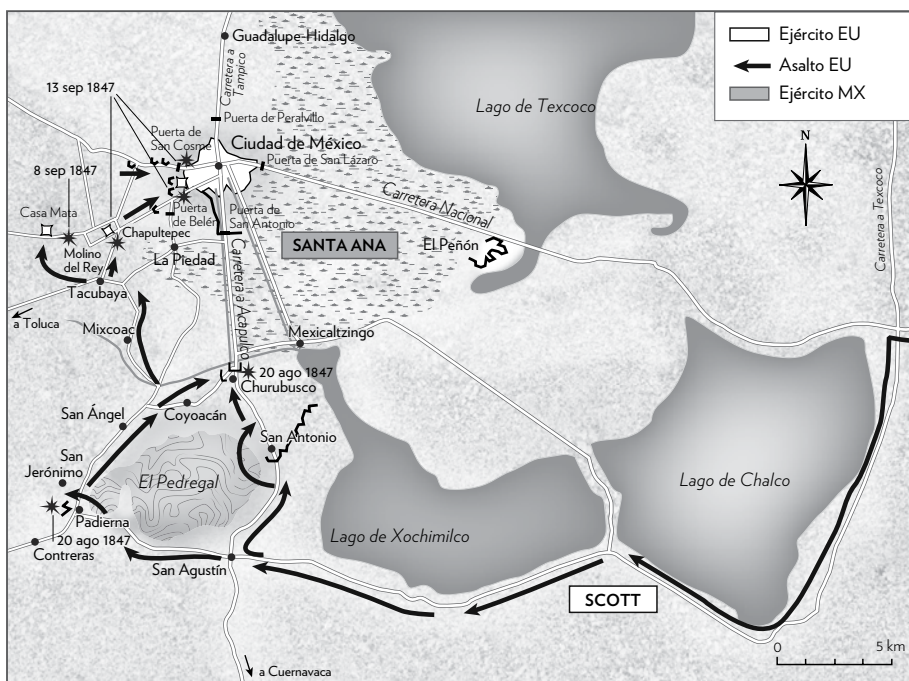 Guadalupe-Hidalgo
Carretera a
Tampico
Lago de Texcoco
Ejército EU
Asalto EU
Ejército MX
N
13 sep 1847
Puerta de Peralvillo
Puerta de
San Cosme
Ciudad de México
Puerta de San Lázaro
8 sep 1847
Casa Mata
Puerta
de Belén
Puerta de
San Antonio
Carretera Nacional
Carretera a Texcoco
Chapultepec
Molino
del Rey
La Piedad
SANTA ANA
El Peñón
Tacubaya
a Toluca
Mixcoac
Carretera a Acapulco
Mexicaltzingo
20 ago 1847
Churubusco
San Ángel
Coyoacán
San Antonio
San
Jerónimo
El Pedregal
Lago de Chalco
Padierna
20 ago 1847
Contreras
San Agustín
Lago de Xochimilco
SCOTT
a Cuernavaca
0
5 km